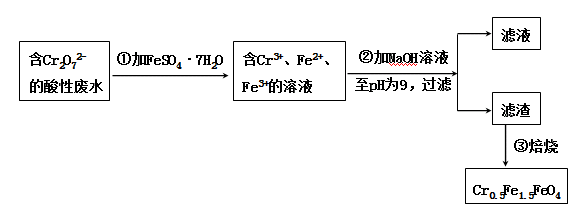 含Cr₂O₇²⁻
的酸性废水
①加FeSO₄·7H₂O
含Cr³⁺、Fe²⁺、
Fe³⁺的溶液
②加NaOH溶液
至pH为9，过滤
滤液
滤渣
③焙烧
Cr₀.₅Fe₁.₅FeO₄